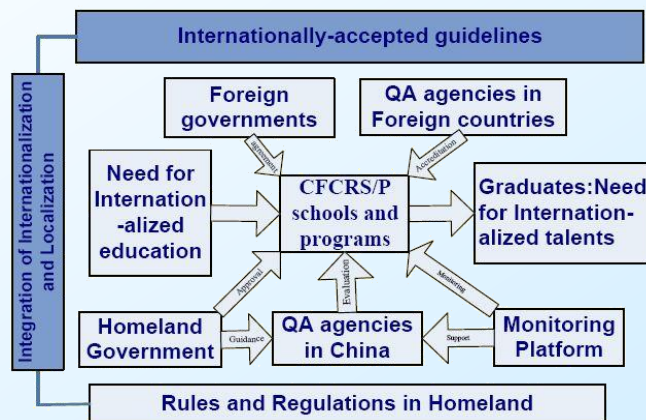 Internationally-accepted guidelines
Integration of Internationalization
and Localization
Foreign
governments
QA agencies in
Foreign countries
agreement
Accreditation
Need for
Internation
-alized
education
CFCRS/P
schools and
programs
Graduates:Need
for Internation-
alized talents
Approval
Evaluation
Monitoring
Homeland
Government
Guidance
QA agencies
in China
Support
Monitoring
Platform
Rules and Regulations in Homeland